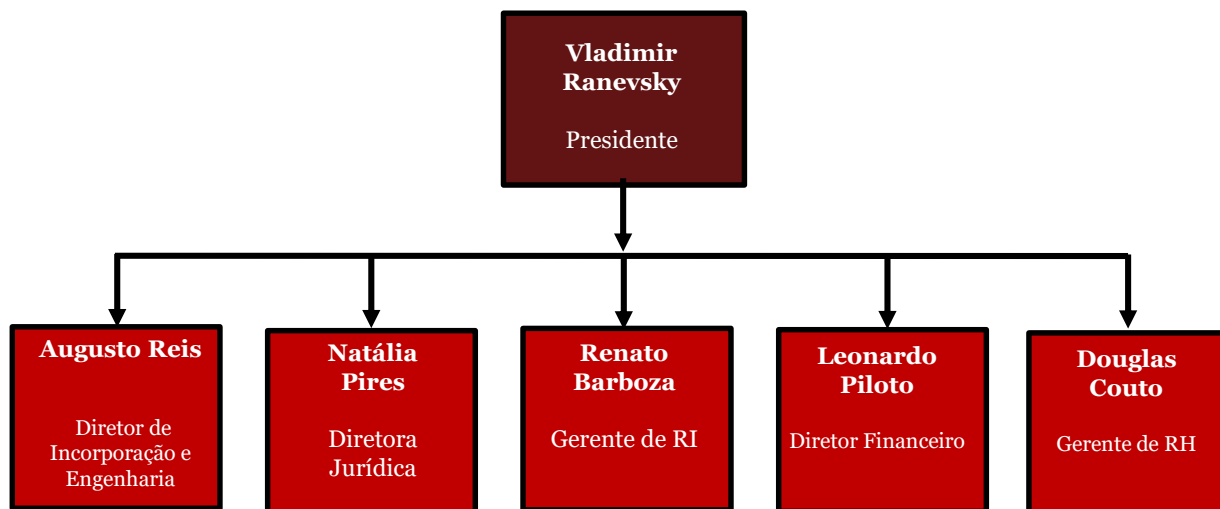 Vladimir
Ranevsky
Presidente
Augusto Reis
Diretor de
Incorporação e
Engenharia
Natália
Pires
Diretora
Jurídica
Renato
Barboza
Gerente de RI
Leonardo
Piloto
Diretor Financeiro
Douglas
Couto
Gerente de RH